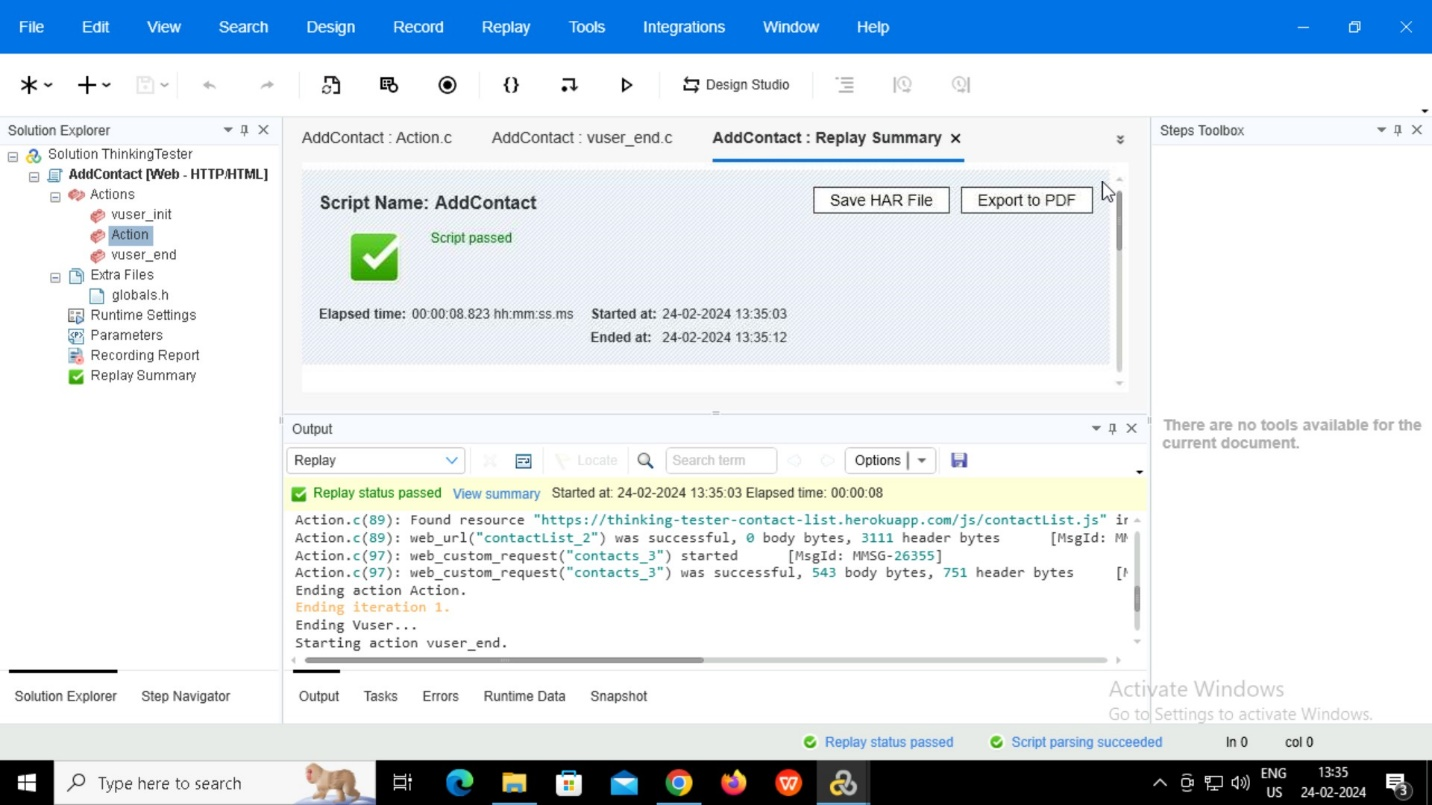 File Edit View Search Design Record Replay Tools Integrations Window Help
Design Studio
Solution Explorer
Solution ThinkingTester
AddContact [Web - HTTP/HTML]
Actions
vuser_init
Action
vuser_end
Extra Files
globals.h
Runtime Settings
Parameters
Recording Report
Replay Summary
Solution Explorer Step Navigator
AddContact : Action.c AddContact : vuser_end.c AddContact : Replay Summary
Script Name: AddContact
Save HAR File Export to PDF
Script passed
Elapsed time: 00:00:08.823 hh:mm:ss.ms Started at: 24-02-2024 13:35:03
Ended at: 24-02-2024 13:35:12
Output
Replay Locate Search term Options
Replay status passed View summary Started at: 24-02-2024 13:35:03 Elapsed time: 00:00:08
Action.c(89): Found resource "https://thinking-tester-contact-list.herokuapp.com/js/contactList.js" in
Action.c(89): web_url("contactList_2") was successful, 0 body bytes, 3111 header bytes [MsgId: MM
Action.c(97): web_custom_request("contacts_3") started [MsgId: MMSG-26355]
Action.c(97): web_custom_request("contacts_3") was successful, 543 body bytes, 751 header bytes [M
Ending action Action.
Ending iteration 1.
Ending Vuser...
Starting action vuser_end.
Output Tasks Errors Runtime Data Snapshot
Steps Toolbox
There are no tools available for the
current document.
Activate Windows
Go to Settings to activate Windows.
Replay status passed Script parsing succeeded ln 0 col 0
Type here to search
ENG
US
13:35
24-02-2024
3